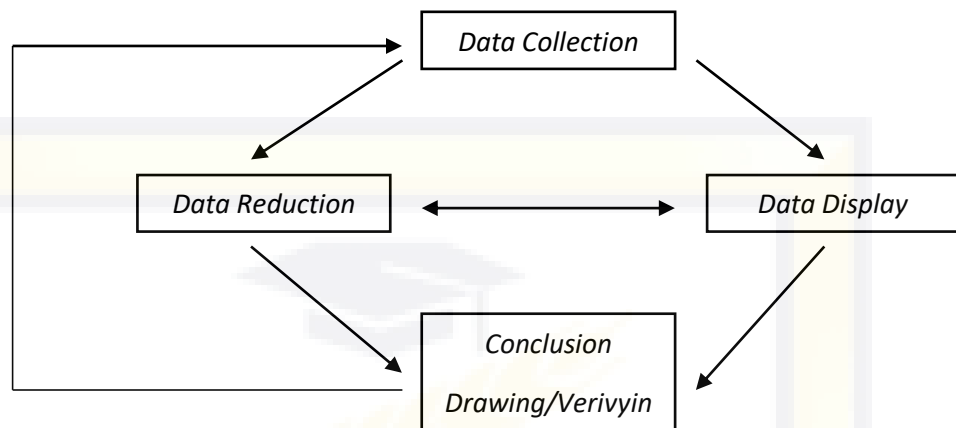 Data Collection
Data Reduction
Data Display
Conclusion
Drawing/Verivyin